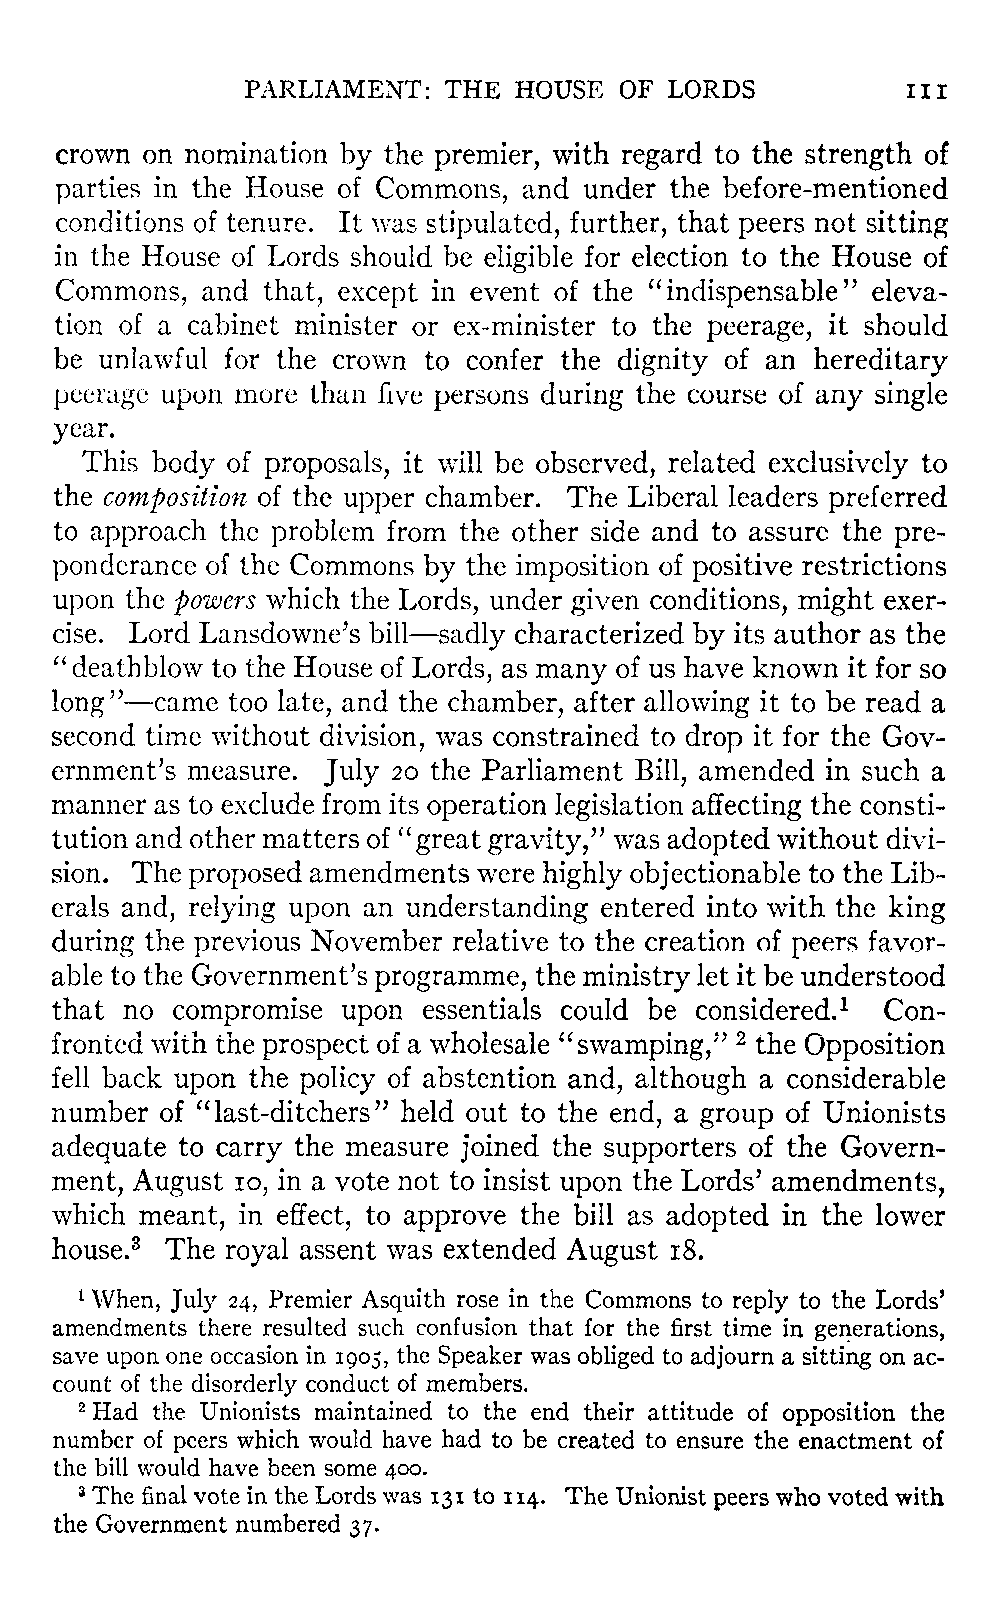 PARLIAMENT: THE HOUSE OF LORDS 111
crown on nomination by the premier, with regard to the strength of
parties in the House of Commons, and under the before-mentioned
conditions of tenure. It was stipulated, further, that peers not sitting
in the House of Lords should be eligible for election to the House of
Commons, and that, except in event of the “indispensable” eleva-
tion of a cabinet minister or ex-minister to the peerage, it should
be unlawful for the crown to confer the dignity of an hereditary
peerage upon more than five persons during the course of any single
year.
This body of proposals, it will be observed, related exclusively to
the composition of the upper chamber. The Liberal leaders preferred
to approach the problem from the other side and to assure the pre-
ponderance of the Commons by the imposition of positive restrictions
upon the powers which the Lords, under given conditions, might exer-
cise. Lord Lansdowne’s bill—sadly characterized by its author as the
“deathblow to the House of Lords, as many of us have known it for so
long”—came too late, and the chamber, after allowing it to be read a
second time without division, was constrained to drop it for the Gov-
ernment’s measure. July 20 the Parliament Bill, amended in such a
manner as to exclude from its operation legislation affecting the consti-
tution and other matters of “great gravity,” was adopted without divi-
sion. The proposed amendments were highly objectionable to the Lib-
erals and, relying upon an understanding entered into with the king
during the previous November relative to the creation of peers favor-
able to the Government’s programme, the ministry let it be understood
that no compromise upon essentials could be considered.¹ Con-
fronted with the prospect of a wholesale “swamping,” ² the Opposition
fell back upon the policy of abstention and, although a considerable
number of “last-ditchers” held out to the end, a group of Unionists
adequate to carry the measure joined the supporters of the Govern-
ment, August 10, in a vote not to insist upon the Lords’ amendments,
which meant, in effect, to approve the bill as adopted in the lower
house.³ The royal assent was extended August 18.
¹ When, July 24, Premier Asquith rose in the Commons to reply to the Lords’
amendments there resulted such confusion that for the first time in generations,
save upon one occasion in 1905, the Speaker was obliged to adjourn a sitting on ac-
count of the disorderly conduct of members.
² Had the Unionists maintained to the end their attitude of opposition the
number of peers which would have had to be created to ensure the enactment of
the bill would have been some 400.
³ The final vote in the Lords was 131 to 114. The Unionist peers who voted with
the Government numbered 37.